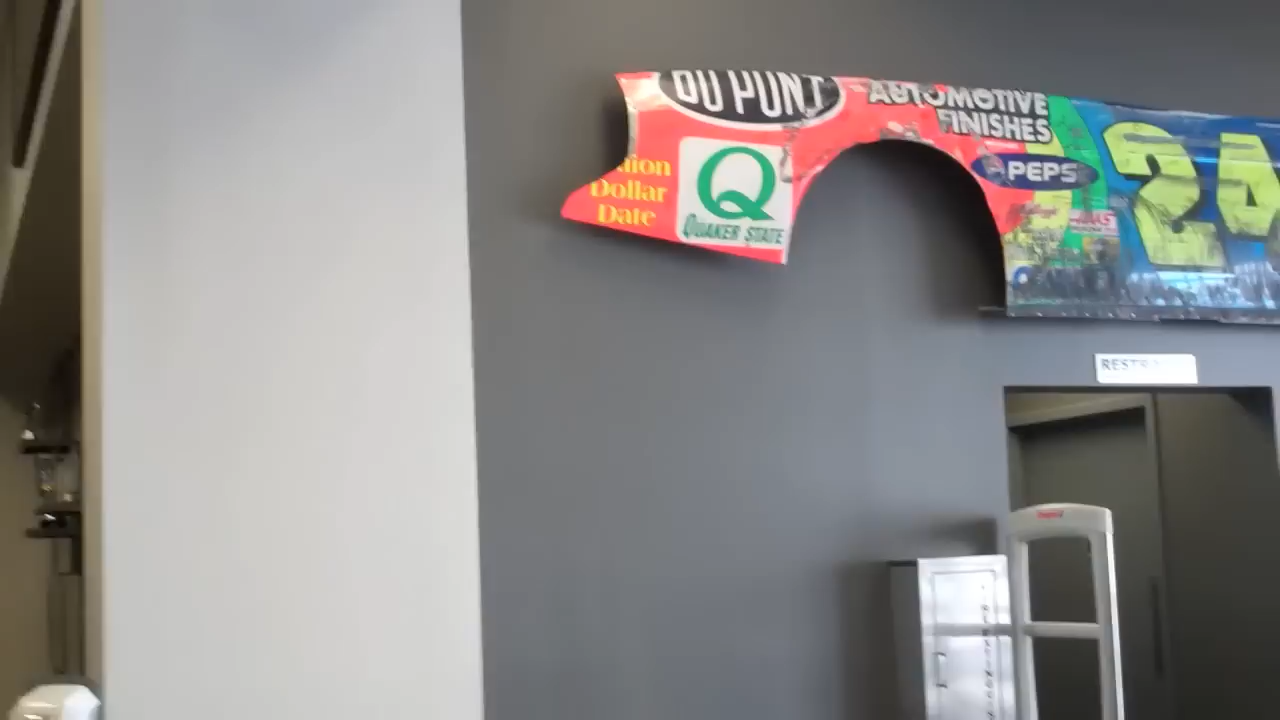 DU PONT
AUTOMOTIVE
FINISHES
PEPS
24
Dollar
Date
Q
QUAKER STATE